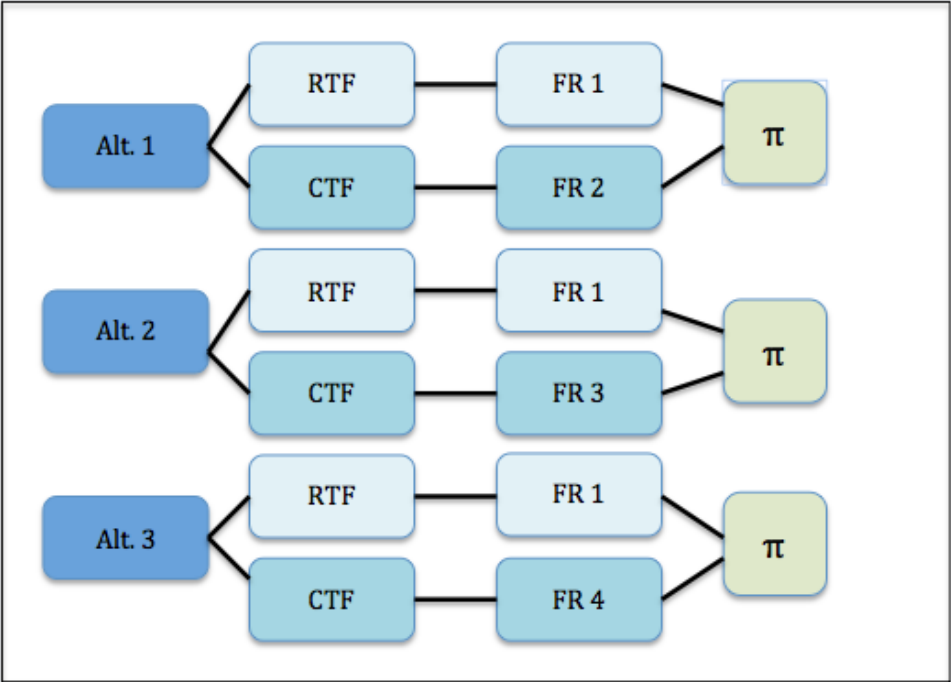 RTF
FR 1
Alt. 1
π
CTF
FR 2
RTF
FR 1
Alt. 2
π
CTF
FR 3
RTF
FR 1
Alt. 3
π
CTF
FR 4